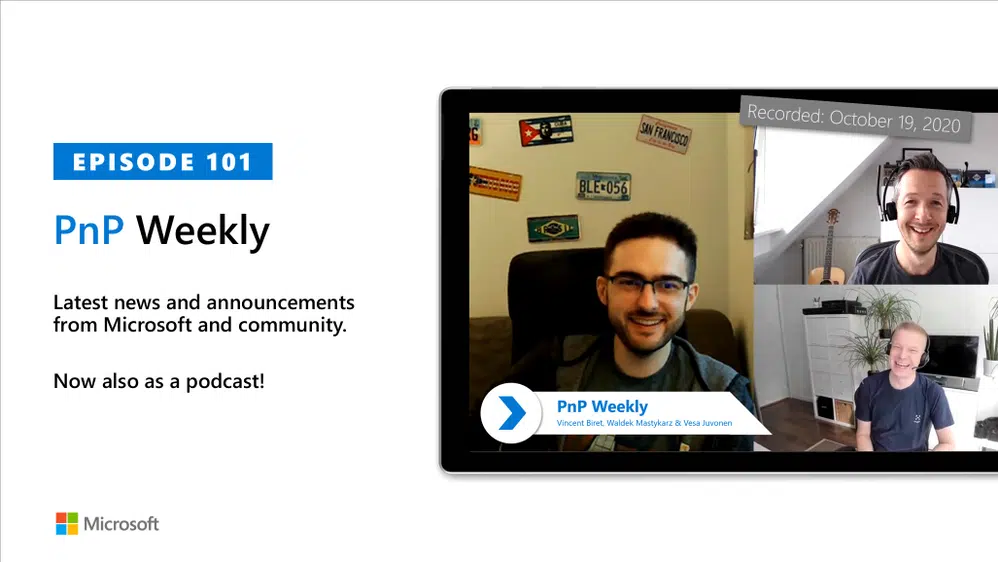 EPISODE 101
PnP Weekly
Latest news and announcements
from Microsoft and community.
Now also as a podcast!
Microsoft
Recorded: October 19, 2020
CUBA
SAN FRANCISCO
BLE★056
PnP Weekly
Vincent Biret, Waldek Mastykarz & Vesa Juvonen